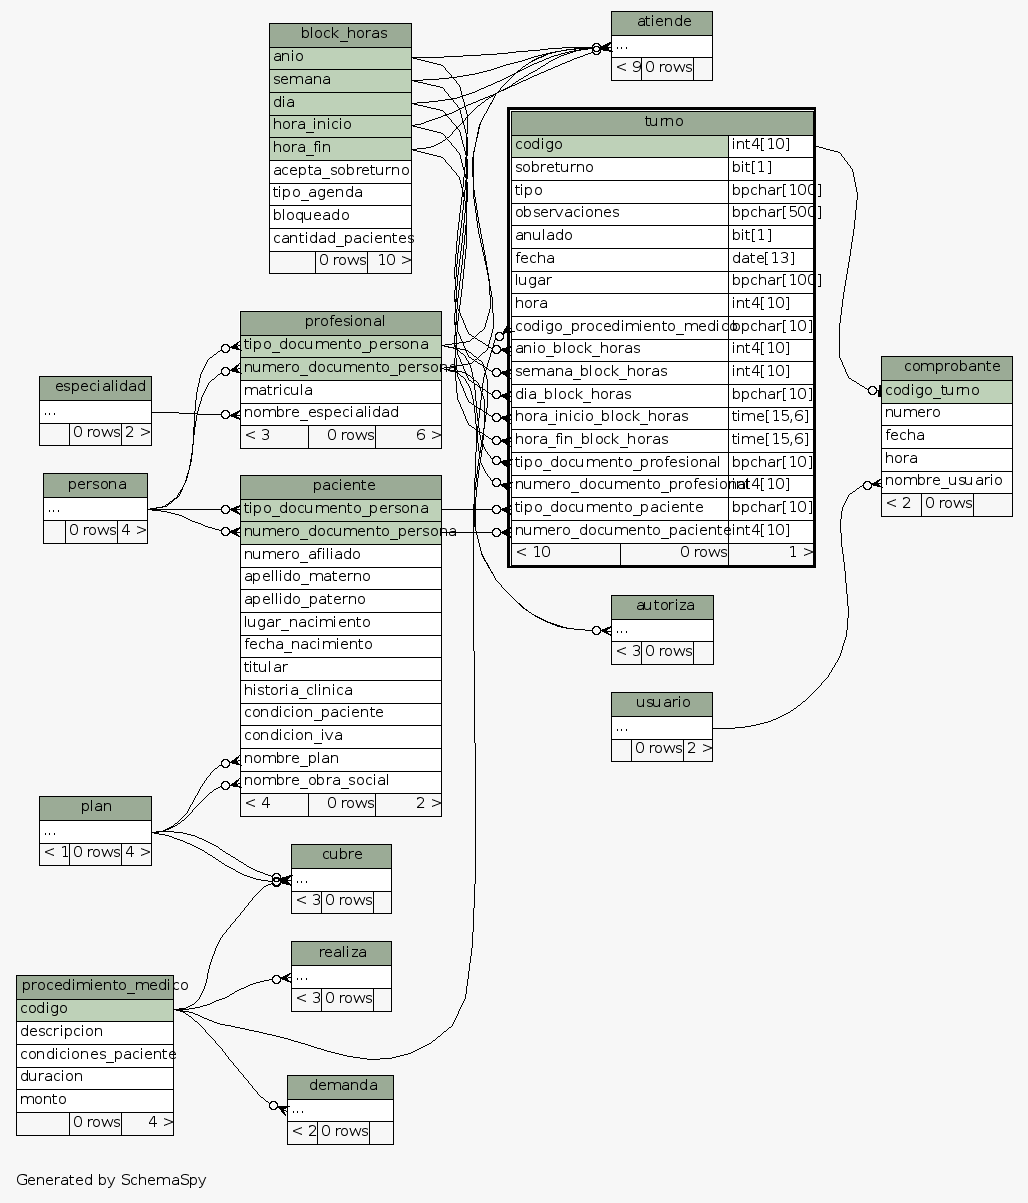 block_horas
anio
semana
dia
hora_inicio
hora_fin
acepta_sobreturno
tipo_agenda
bloqueado
cantidad_pacientes
0 rows 10 >
atiende
...
< 9 0 rows
turno
codigo int4[10]
sobreturno bit[1]
tipo bpchar[100]
observaciones bpchar[500]
anulado bit[1]
fecha date[13]
lugar bpchar[100]
hora int4[10]
codigo_procedimiento_medico bpchar[10]
anio_block_horas int4[10]
semana_block_horas int4[10]
dia_block_horas bpchar[10]
hora_inicio_block_horas time[15,6]
hora_fin_block_horas time[15,6]
tipo_documento_profesional bpchar[10]
numero_documento_profesional int4[10]
tipo_documento_paciente bpchar[10]
numero_documento_paciente int4[10]
< 10 0 rows 1 >
profesional
tipo_documento_persona
numero_documento_persona
matricula
nombre_especialidad
< 3 0 rows 6 >
comprobante
codigo_turno
numero
fecha
hora
nombre_usuario
< 2 0 rows
especialidad
...
0 rows 2 >
persona
...
0 rows 4 >
paciente
tipo_documento_persona
numero_documento_persona
numero_afiliado
apellido_materno
apellido_paterno
lugar_nacimiento
fecha_nacimiento
titular
historia_clinica
condicion_paciente
condicion_iva
nombre_plan
nombre_obra_social
< 4 0 rows 2 >
autoriza
...
< 3 0 rows
usuario
...
0 rows 2 >
plan
...
< 1 0 rows 4 >
cubre
...
< 3 0 rows
realiza
...
< 3 0 rows
procedimiento_medico
codigo
descripcion
condiciones_paciente
duracion
monto
0 rows 4 >
demanda
...
< 2 0 rows
Generated by SchemaSpy